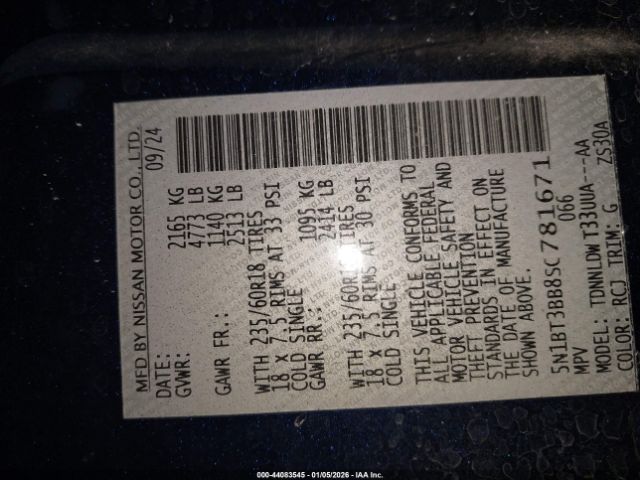 MFD BY NISSAN MOTOR CO., LTD.
DATE: 09/24
GVWR: 2165 KG
4773 LB
GAWR FR.: 1140 KG
2513 LB
WITH 235/60R18 TIRES
18 x 7.5 RIMS AT 33 PSI
COLD SINGLE
GAWR RR.: 1095 KG
2414 LB
WITH 235/60R18 TIRES
18 x 7.5 RIMS AT 30 PSI
COLD SINGLE
THIS VEHICLE CONFORMS TO
ALL APPLICABLE FEDERAL
MOTOR VEHICLE SAFETY AND
THEFT PREVENTION
STANDARDS IN EFFECT ON
THE DATE OF MANUFACTURE
SHOWN ABOVE.
5N1BT3BB8SC781671
MPV 066
MODEL: TDNNLDW T33UUA---AA
COLOR: RCJ TRIM: G ZS30A
000-44083545 - 01/05/2026 - IAA Inc.